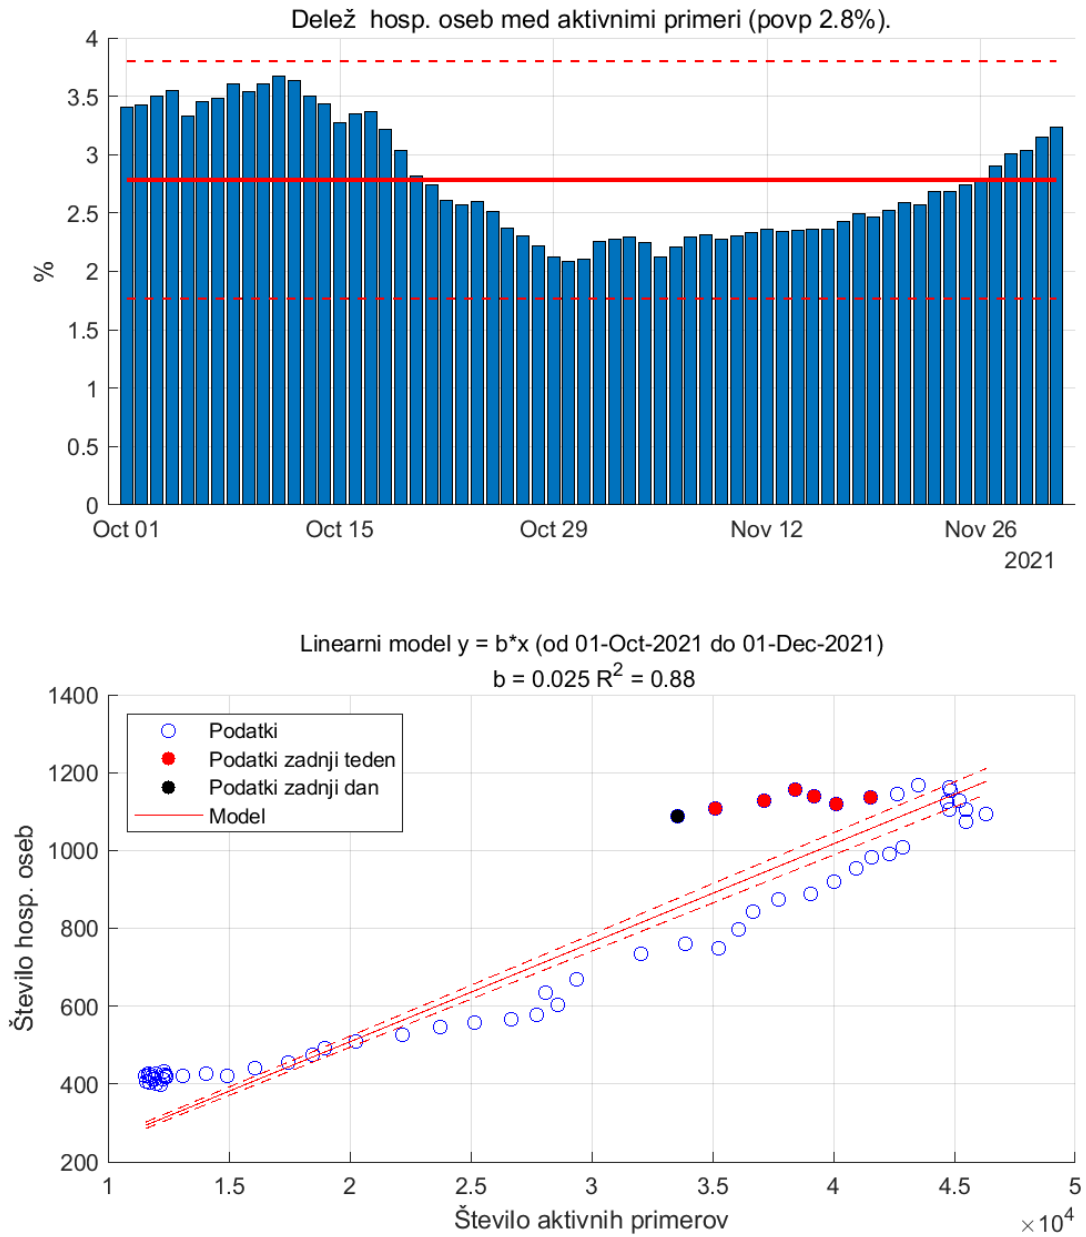 Delež hosp. oseb med aktivnimi primeri (povp 2.8%).
4
3.5
3
2.5
2
1.5
1
0.5
0
%
Oct 01 Oct 15 Oct 29 Nov 12 Nov 26
2021
Linearni model y = b*x (od 01-Oct-2021 do 01-Dec-2021)
b = 0.025 R² = 0.88
1400
1200
1000
800
600
400
200
Število hosp. oseb
Podatki
Podatki zadnji teden
Podatki zadnji dan
Model
1 1.5 2 2.5 3 3.5 4 4.5 5
Število aktivnih primerov
×10⁴